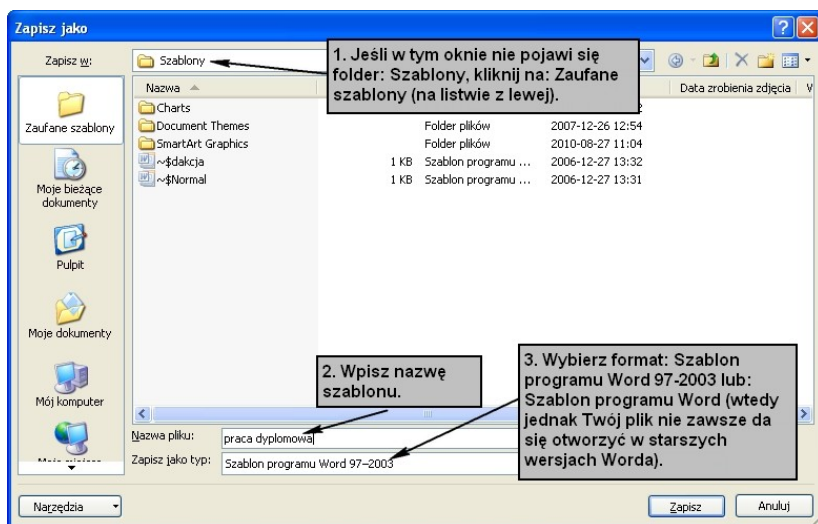 Zapisz jako
Zapisz w:
Szablony
1. Jeśli w tym oknie nie pojawi się
folder: Szablony, kliknij na: Zaufane
szablony (na listwie z lewej).
Nazwa
Data zrobienia zdjęcia
Charts
Document Themes Folder plików 2007-12-26 12:54
SmartArt Graphics Folder plików 2010-08-27 11:04
~$dakcja 1 KB Szablon programu ... 2006-12-27 13:32
~$Normal 1 KB Szablon programu ... 2006-12-27 13:31
Zaufane szablony
Moje bieżące
dokumenty
Pulpit
Moje dokumenty
Mój komputer
2. Wpisz nazwę
szablonu.
3. Wybierz format: Szablon
programu Word 97-2003 lub:
Szablon programu Word (wtedy
jednak Twój plik nie zawsze da
się otworzyć w starszych
wersjach Worda).
Nazwa pliku: praca dyplomowa
Zapisz jako typ: Szablon programu Word 97–2003
Narzędzia
Zapisz
Anuluj